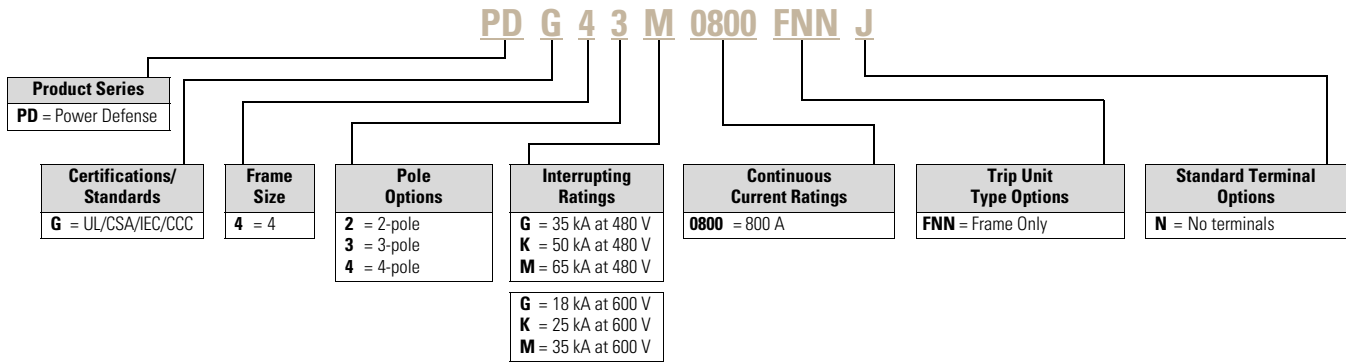 PD G 4 3 M 0800 FNN J
Product Series
PD = Power Defense
Certifications/
Standards
G = UL/CSA/IEC/CCC
Frame
Size
4 = 4
Pole
Options
2 = 2-pole
3 = 3-pole
4 = 4-pole
Interrupting
Ratings
G = 35 kA at 480 V
K = 50 kA at 480 V
M = 65 kA at 480 V
G = 18 kA at 600 V
K = 25 kA at 600 V
M = 35 kA at 600 V
Continuous
Current Ratings
0800 = 800 A
Trip Unit
Type Options
FNN = Frame Only
Standard Terminal
Options
N = No terminals